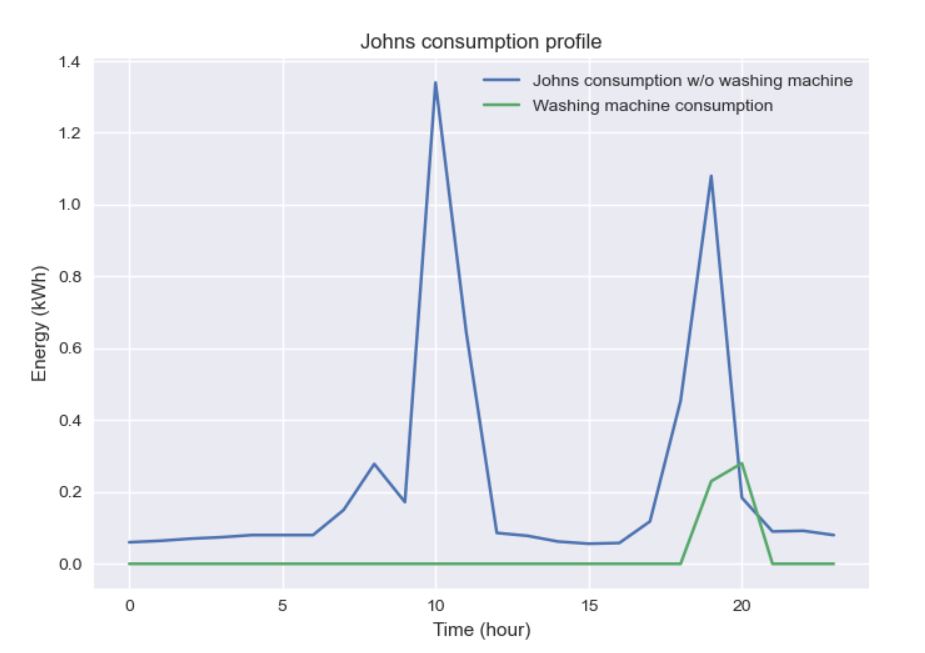 Johns consumption profile
Johns consumption w/o washing machine
Washing machine consumption
Energy (kWh)
1.4
1.2
1.0
0.8
0.6
0.4
0.2
0.0
0 5 10 15 20
Time (hour)